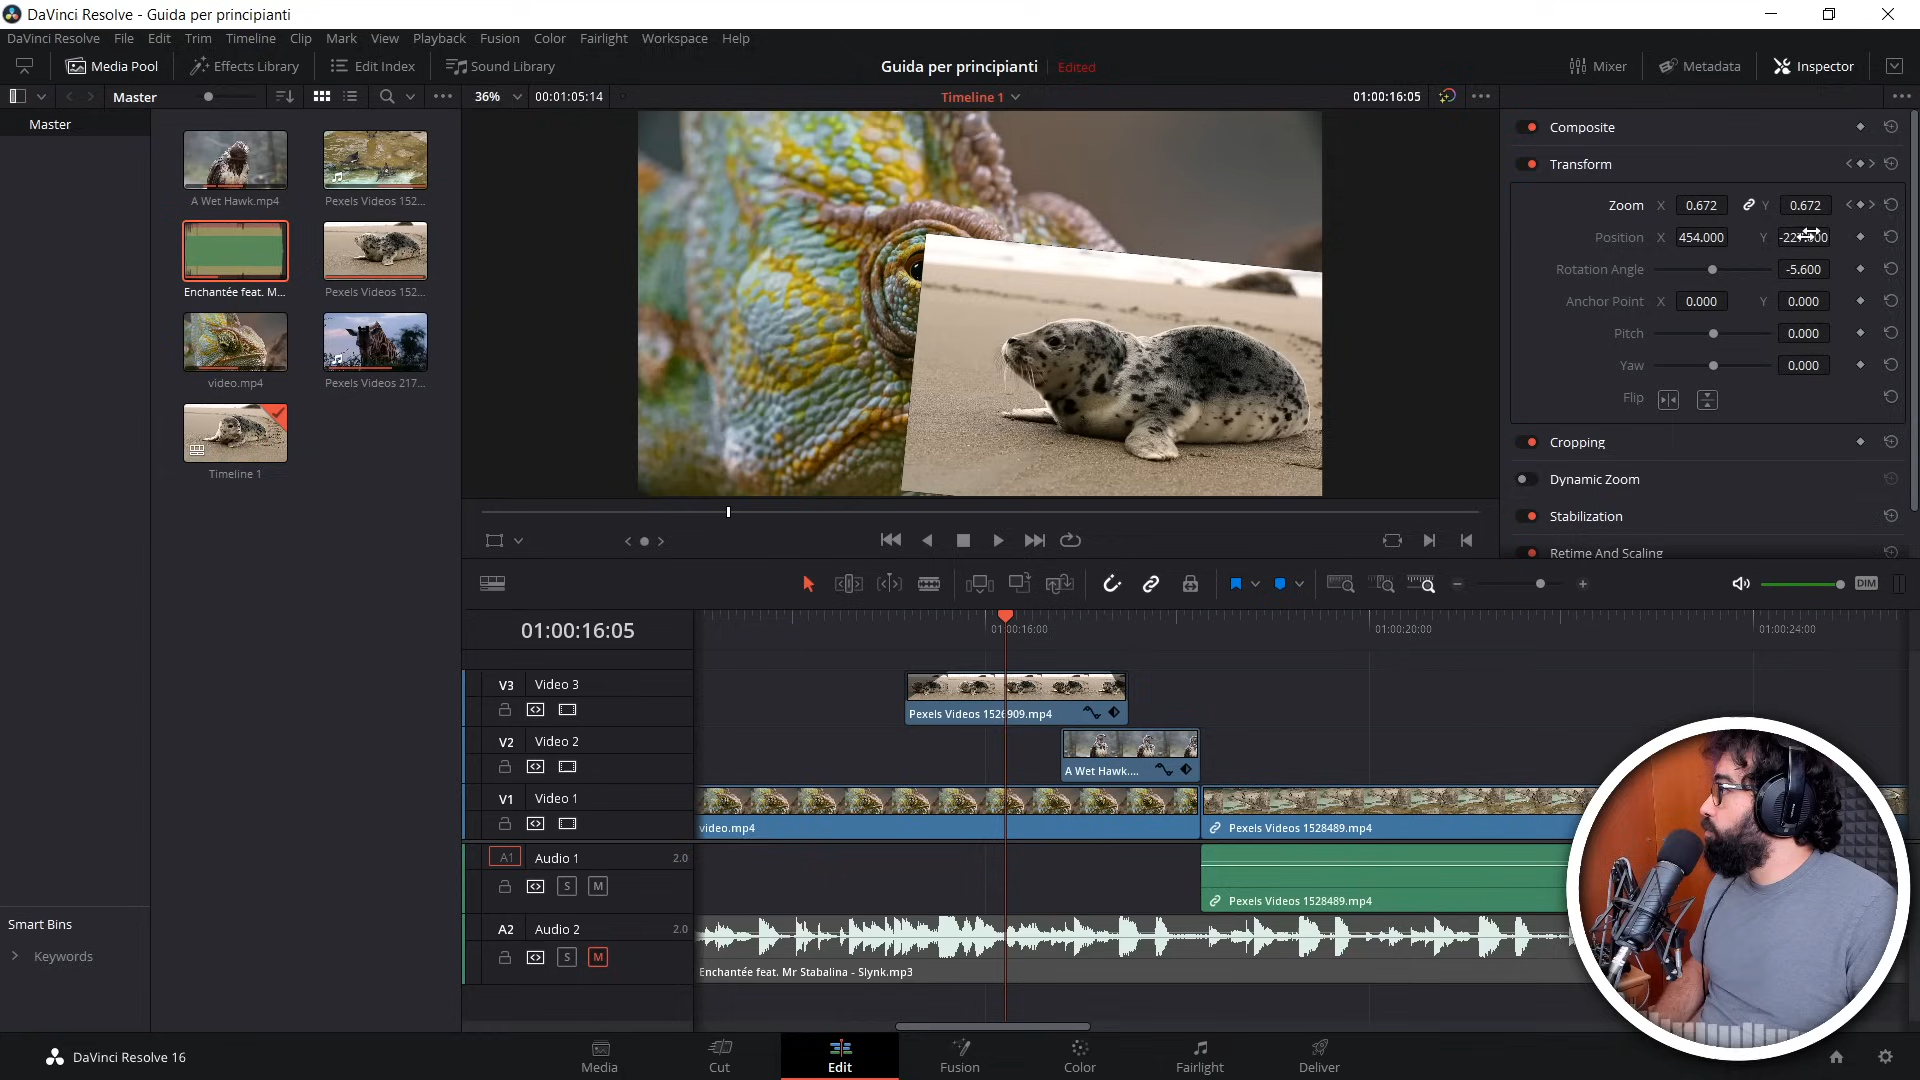 DaVinci Resolve - Guida per principianti
DaVinci Resolve File Edit Trim Timeline Clip Mark View Playback Fusion Color Fairlight Workspace Help
Media Pool Effects Library Edit Index Sound Library Guida per principianti Edited Mixer Metadata Inspector
Master 36% 00:01:05:14 Timeline 1 01:00:16:05
Master
A Wet Hawk.mp4 Pexels Videos 152...
Enchantée feat. M... Pexels Videos 152...
video.mp4 Pexels Videos 217...
Timeline 1
Composite
Transform
Zoom X 0.672 Y 0.672
Position X 454.000 Y
Rotation Angle -5.600
Anchor Point X 0.000 Y 0.000
Pitch 0.000
Yaw 0.000
Flip
Cropping
Dynamic Zoom
Stabilization
Retime And Scaling
DIM
01:00:16:05 01:00:16:00 01:00:20:00 01:00:24:00
V3 Video 3
Pexels Videos 1526909.mp4
V2 Video 2
A Wet Hawk....
V1 Video 1
video.mp4 Pexels Videos 1528489.mp4
A1 Audio 1 2.0
S M
Pexels Videos 1528489.mp4
A2 Audio 2 2.0
S M
Enchantée feat. Mr Stabalina - Slynk.mp3
Smart Bins
Keywords
DaVinci Resolve 16
Media Cut Edit Fusion Color Fairlight Deliver